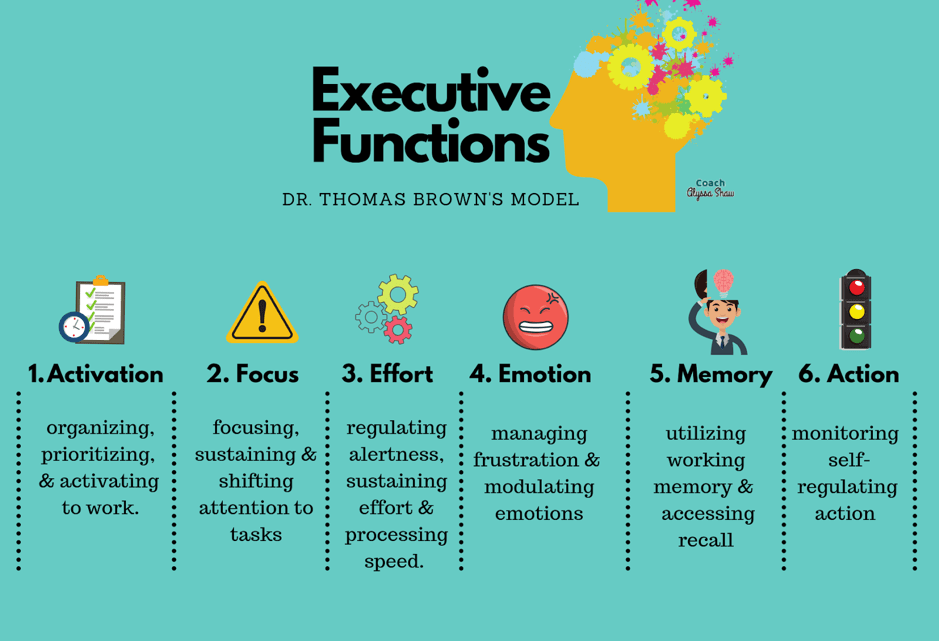 Executive
Functions
DR. THOMAS BROWN'S MODEL
Coach
Alyssa Shaw
1. Activation
organizing,
prioritizing,
& activating
to work.
2. Focus
focusing,
sustaining &
shifting
attention to
tasks
3. Effort
regulating
alertness,
sustaining
effort &
processing
speed.
4. Emotion
managing
frustration &
modulating
emotions
5. Memory
utilizing
working
memory &
accessing
recall
6. Action
monitoring
self-
regulating
action